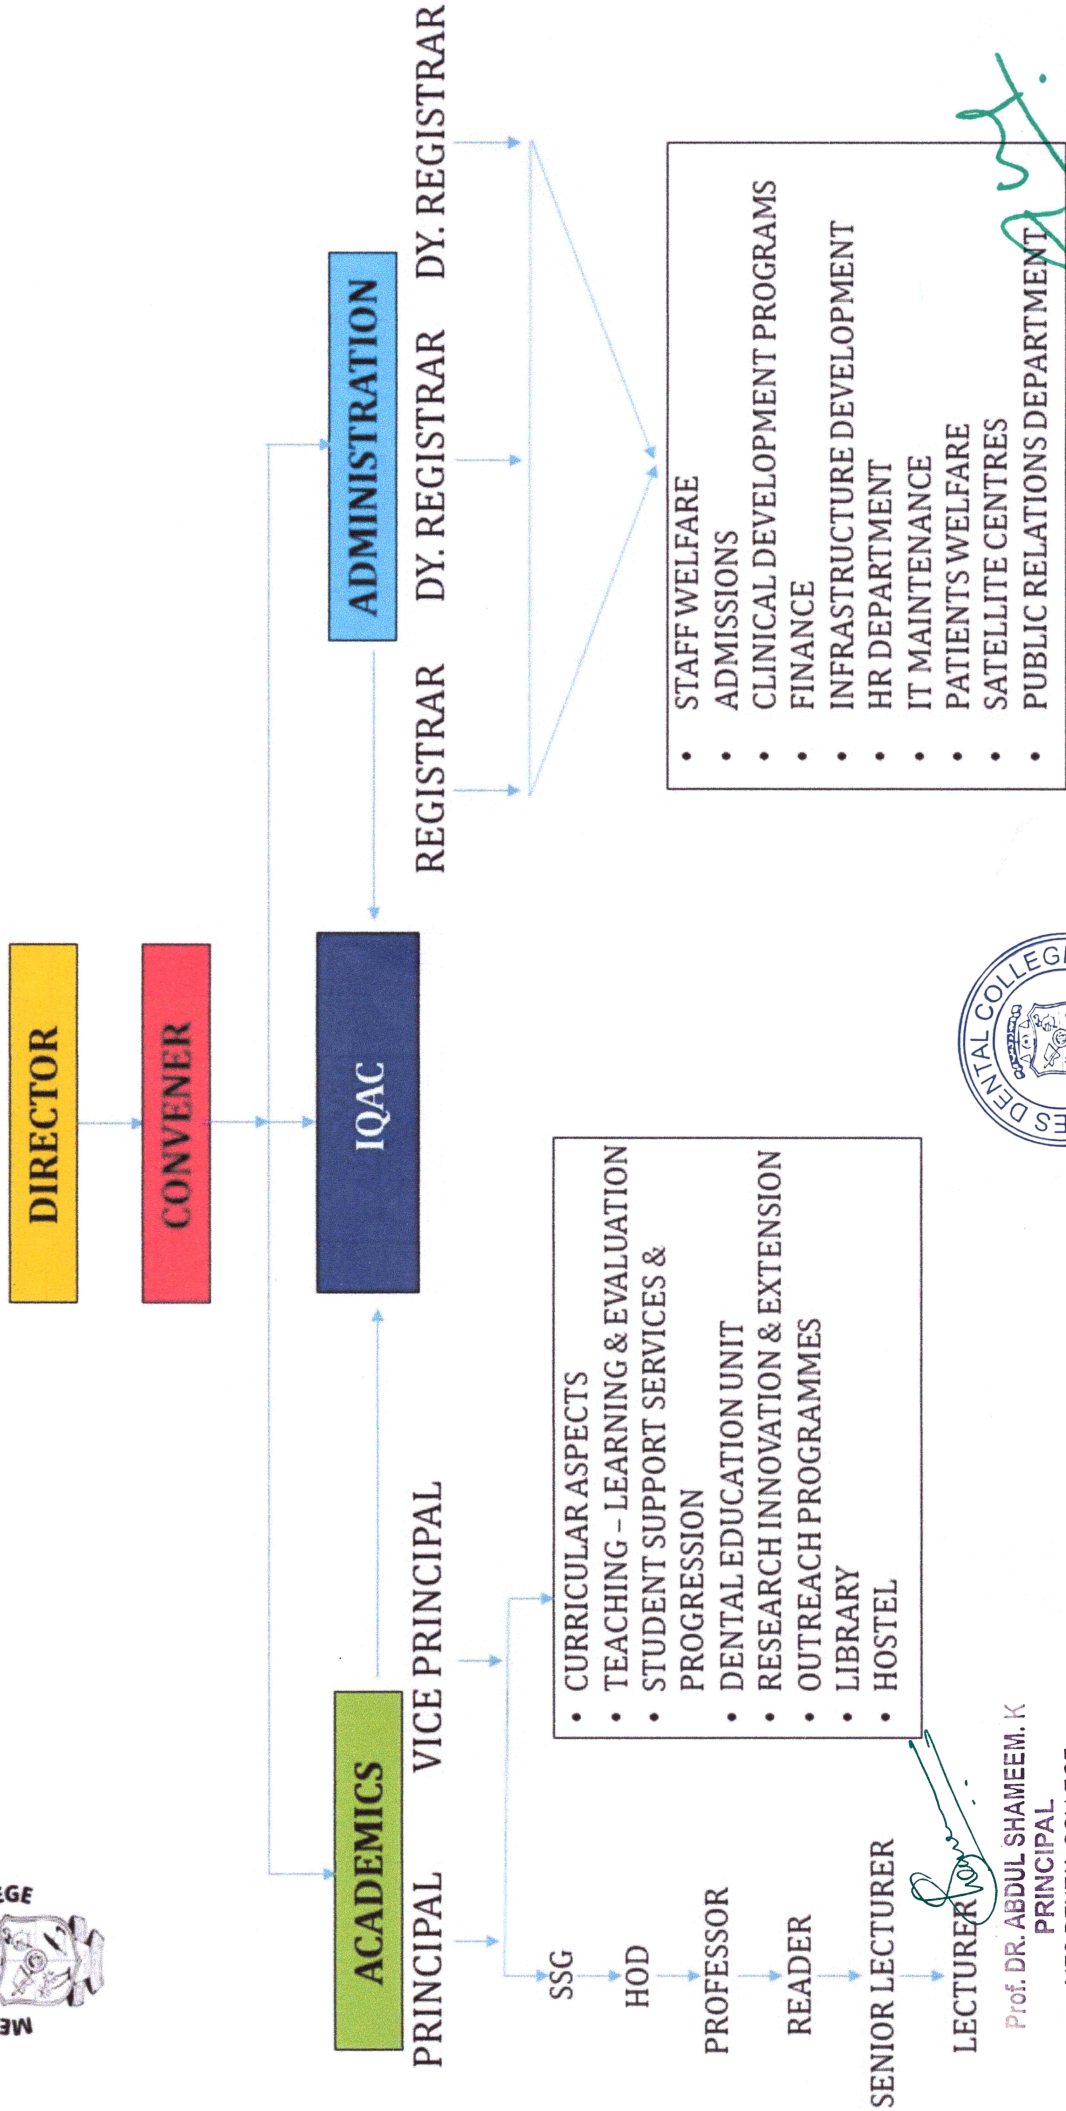 DIRECTOR
CONVENER
IQAC
ACADEMICS
ADMINISTRATION
PRINCIPAL
VICE PRINCIPAL
REGISTRAR
DY. REGISTRAR
DY. REGISTRAR
SSG
HOD
PROFESSOR
READER
SENIOR LECTURER
LECTURER
• CURRICULAR ASPECTS
• TEACHING – LEARNING & EVALUATION
• STUDENT SUPPORT SERVICES &
PROGRESSION
• DENTAL EDUCATION UNIT
• RESEARCH INNOVATION & EXTENSION
• OUTREACH PROGRAMMES
• LIBRARY
• HOSTEL
• STAFF WELFARE
• ADMISSIONS
• CLINICAL DEVELOPMENT PROGRAMS
• FINANCE
• INFRASTRUCTURE DEVELOPMENT
• HR DEPARTMENT
• IT MAINTENANCE
• PATIENTS WELFARE
• SATELLITE CENTRES
• PUBLIC RELATIONS DEPARTMENT
Prof. DR. ABDUL SHAMEEM. K
PRINCIPAL
DENTAL COLLEGE